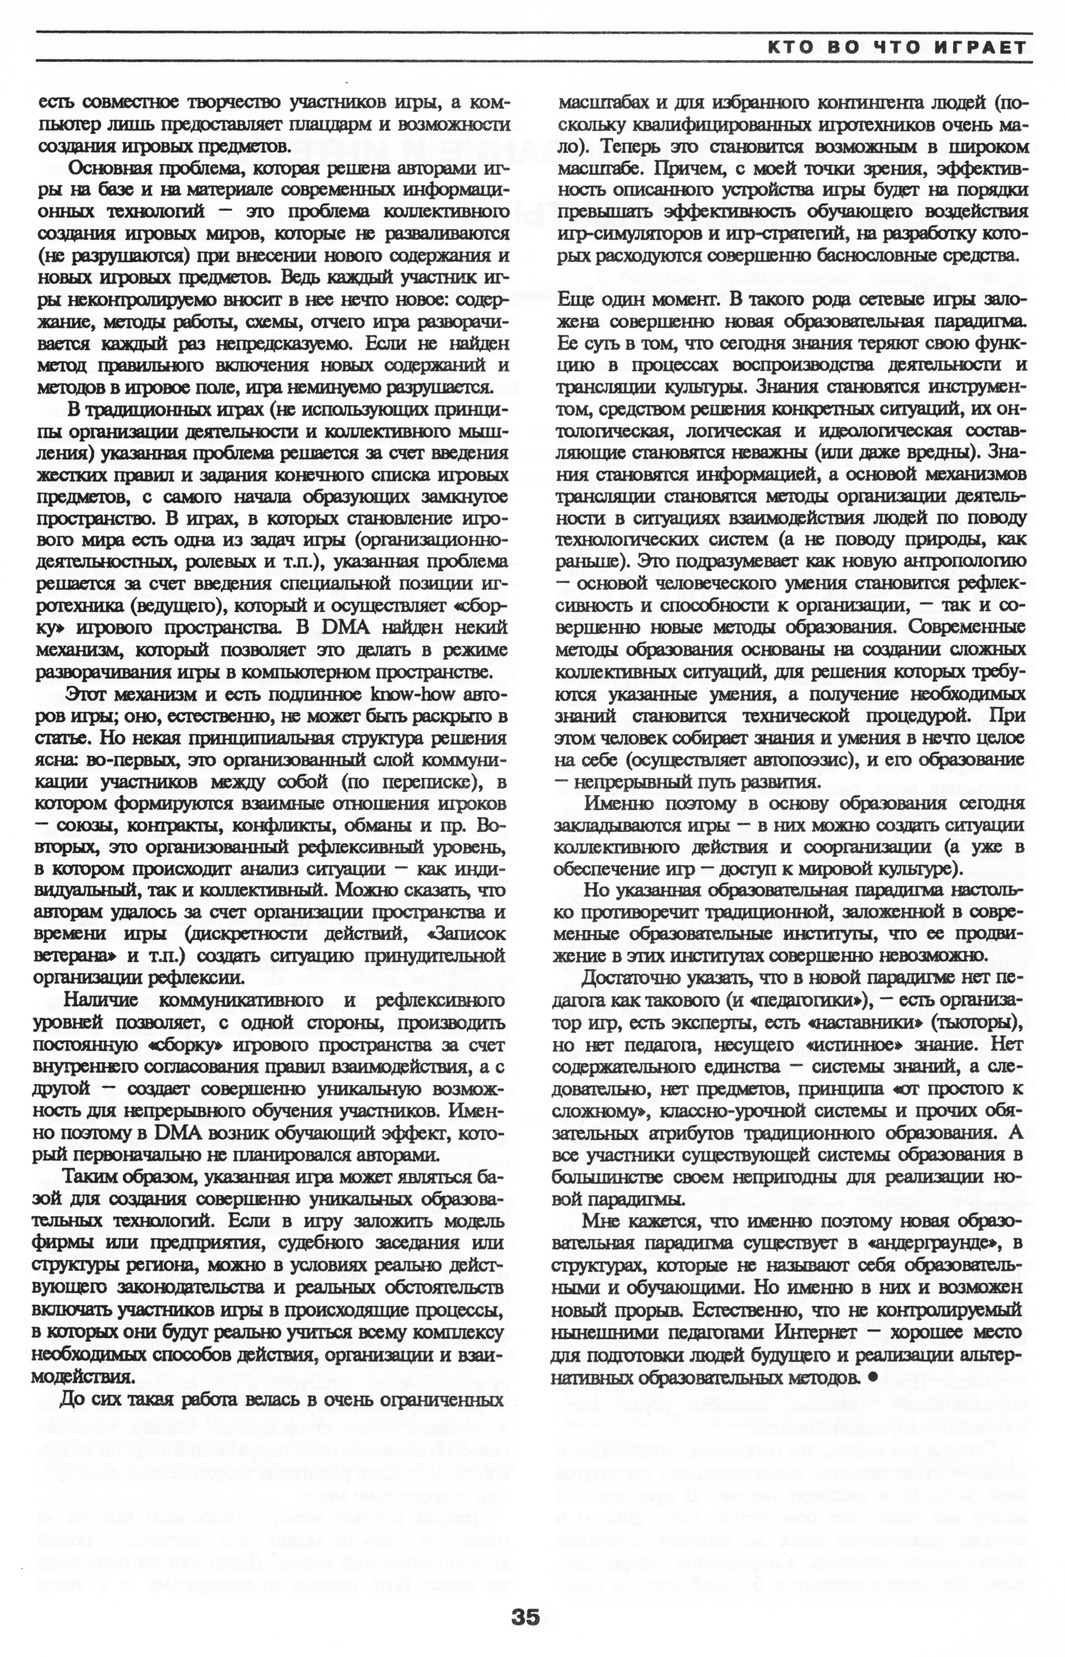 КТО ВО ЧТО ИГРАЕТ
есть совместное творчество участников игры, а ком-
пьютер лишь предоставляет плацдарм и возможности
создания игровых предметов.
Основная проблема, которая решена авторами иг-
ры на базе и на материале современных информаци-
онных технологий — это проблема коллективного
создания игровых миров, которые не разваливаются
(не разрушаются) при внесении нового содержания и
новых игровых предметов. Ведь каждый участник иг-
ры неконтролируемо вносит в нее нечто новое: содер-
жание, методы работы, схемы, отчего игра разворачи-
вается каждый раз непредсказуемо. Если не найден
метод правильного включения новых содержаний и
методов в игровое поле, игра неминуемо разрушается.
В традиционных играх (не использующих принци-
пы организации деятельности и коллективного мыш-
ления) указанная проблема решается за счет введения
жестких правил и задания конечного списка игровых
предметов, с самого начала образующих замкнутое
пространство. В играх, в которых становление игро-
вого мира есть одна из задач игры (организационно-
деятельностных, ролевых и т.п.), указанная проблема
решается за счет введения специальной позиции иг-
ротехника (ведущего), который и осуществляет «сбор-
ку» игрового пространства. В DMA найден некий
механизм, который позволяет это делать в режиме
разворачивания игры в компьютерном пространстве.
Этот механизм и есть подлинное know-how авто-
ров игры; оно, естественно, не может быть раскрыто в
статье. Но некая принципиальная структура решения
ясна: во-первых, это организованный слой коммуни-
кации участников между собой (по переписке), в
котором формируются взаимные отношения игроков
— союзы, контракты, конфликты, обманы и пр. Во-
вторых, это организованный рефлексивный уровень,
в котором происходит анализ ситуации — как инди-
видуальный, так и коллективный. Можно сказать, что
авторам удалось за счет организации пространства и
времени игры (дискретности действий, «Записок
ветерана» и т.п.) создать ситуацию принудительной
организации рефлексии.
Наличие коммуникативного и рефлексивного
уровней позволяет, с одной стороны, производить
постоянную «сборку» игрового пространства за счет
внутреннего согласования правил взаимодействия, а с
другой — создает совершенно уникальную возмож-
ность для непрерывного обучения участников. Имен-
но поэтому в DMA возник обучающий эффект, кото-
рый первоначально не планировался авторами.
Таким образом, указанная игра может являться ба-
зой для создания совершенно уникальных образова-
тельных технологий. Если в игру заложить модель
фирмы или предприятия, судебного заседания или
структуры региона, можно в условиях реально дейст-
вующего законодательства и реальных обстоятельств
включать участников игры в происходящие процессы,
в которых они будут реально учиться всему комплексу
необходимых способов действия, организации и взаи-
модействия.
До сих такая работа велась в очень ограниченных
масштабах и для избранного контингента людей (по-
скольку квалифицированных игротехников очень ма-
ло). Теперь это становится возможным в широком
масштабе. Причем, с моей точки зрения, эффектив-
ность описанного устройства игры будет на порядки
превышать эффективность обучающего воздействия
игр-симуляторов и игр-стратегий, на разработку кото-
рых расходуются совершенно баснословные средства.
Еще один момент. В такого рода сетевые игры зало-
жена совершенно новая образовательная парадигма.
Ее суть в том, что сегодня знания теряют свою функ-
цию в процессах воспроизводства деятельности и
трансляции культуры. Знания становятся инструмен-
том, средством решения конкретных ситуаций, их он-
тологическая, логическая и идеологическая состав-
ляющие становятся неважны (или даже вредны). Зна-
ния становятся информацией, а основой механизмов
трансляции становятся методы организации деятель-
ности в ситуациях взаимодействия людей по поводу
технологических систем (а не поводу природы, как
раньше). Это подразумевает как новую антропологию
— основой человеческого умения становится рефлек-
сивность и способности к организации, — так и со-
вершенно новые методы образования. Современные
методы образования основаны на создании сложных
коллективных ситуаций, для решения которых требу-
ются указанные умения, а получение необходимых
знаний становится технической процедурой. При
этом человек собирает знания и умения в нечто целое
на себе (осуществляет автопоэзис), и его образование
— непрерывный путь развития.
Именно поэтому в основу образования сегодня
закладываются игры — в них можно создать ситуации
коллективного действия и соорганизации (а уже в
обеспечение игр — доступ к мировой культуре).
Но указанная образовательная парадигма настоль-
ко противоречит традиционной, заложенной в совре-
менные образовательные институты, что ее продви-
жение в этих институтах совершенно невозможно.
Достаточно указать, что в новой парадигме нет пе-
дагога как такового (и «педагогики»), — есть организа-
тор игр, есть эксперты, есть «наставники» (тьюторы),
но нет педагога, несущего «истинное» знание. Нет
содержательного единства — системы знаний, а сле-
довательно, нет предметов, принципа «от простого к
сложному», классно-урочной системы и прочих обя-
зательных атрибутов традиционного образования. А
все участники существующей системы образования в
большинстве своем непригодны для реализации но-
вой парадигмы.
Мне кажется, что именно поэтому новая образо-
вательная парадигма существует в «андерграунде», в
структурах, которые не называют себя образователь-
ными и обучающими. Но именно в них и возможен
новый прорыв. Естественно, что не контролируемый
нынешними педагогами Интернет — хорошее место
для подготовки людей будущего и реализации альтер-
нативных образовательных методов. ●
35